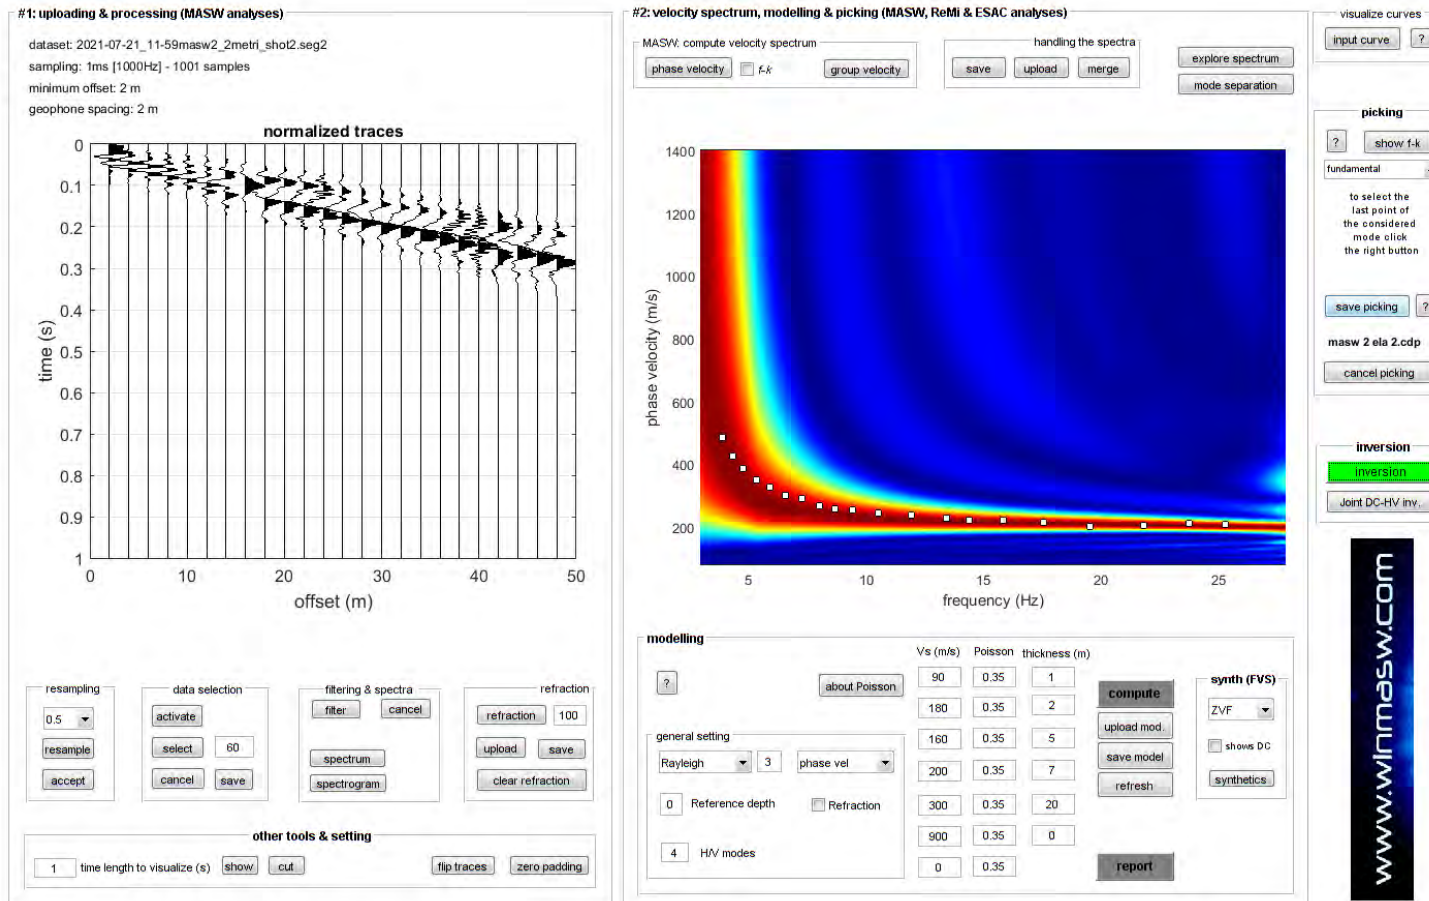 #1: uploading & processing (MASW analyses)
dataset: 2021-07-21_11-59masw2_2metri_shot2.seg2
sampling: 1ms [1000Hz] - 1001 samples
minimum offset: 2 m
geophone spacing: 2 m
normalized traces
0
0.1
0.2
0.3
0.4
0.5
0.6
0.7
0.8
0.9
1
time (s)
0 10 20 30 40 50
offset (m)
resampling
0.5
resample
accept
data selection
activate
select 60
cancel save
filtering & spectra
filter cancel
spectrum
spectrogram
refraction
refraction 100
upload save
clear refraction
other tools & setting
1 time length to visualize (s) show cut flip traces zero padding
#2: velocity spectrum, modelling & picking (MASW, ReMi & ESAC analyses)
MASW: compute velocity spectrum
phase velocity f-k group velocity
handling the spectra
save upload merge
explore spectrum
mode separation
1400
1200
1000
800
600
400
200
phase velocity (m/s)
5 10 15 20 25
frequency (Hz)
modelling
?
about Poisson
general setting
Rayleigh 3 phase vel
0 Reference depth Refraction
4 H/V modes
Vs (m/s) Poisson thickness (m)
90 0.35 1
180 0.35 2
160 0.35 5
200 0.35 7
300 0.35 20
900 0.35 0
0 0.35
compute
upload mod.
save model
refresh
report
synth (FVS)
ZVF
shows DC
synthetics
visualize curves
input curve ?
picking
? show f-k
fundamental
to select the
last point of
the considered
mode click
the right button
save picking ?
masw 2 ela 2.cdp
cancel picking
inversion
inversion
Joint DC-HV inv.
www.winmasw.com